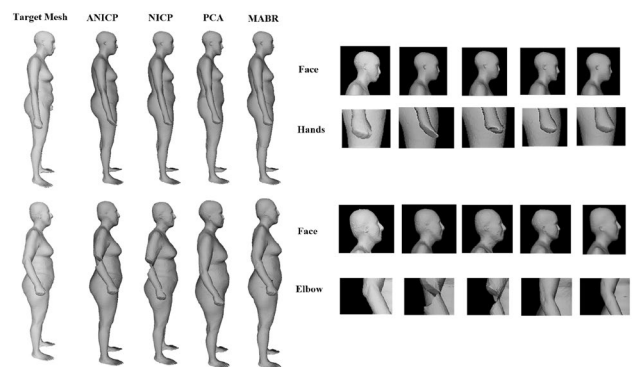 Target Mesh ANICP NICP PCA MABR
Face
Hands
Face
Elbow